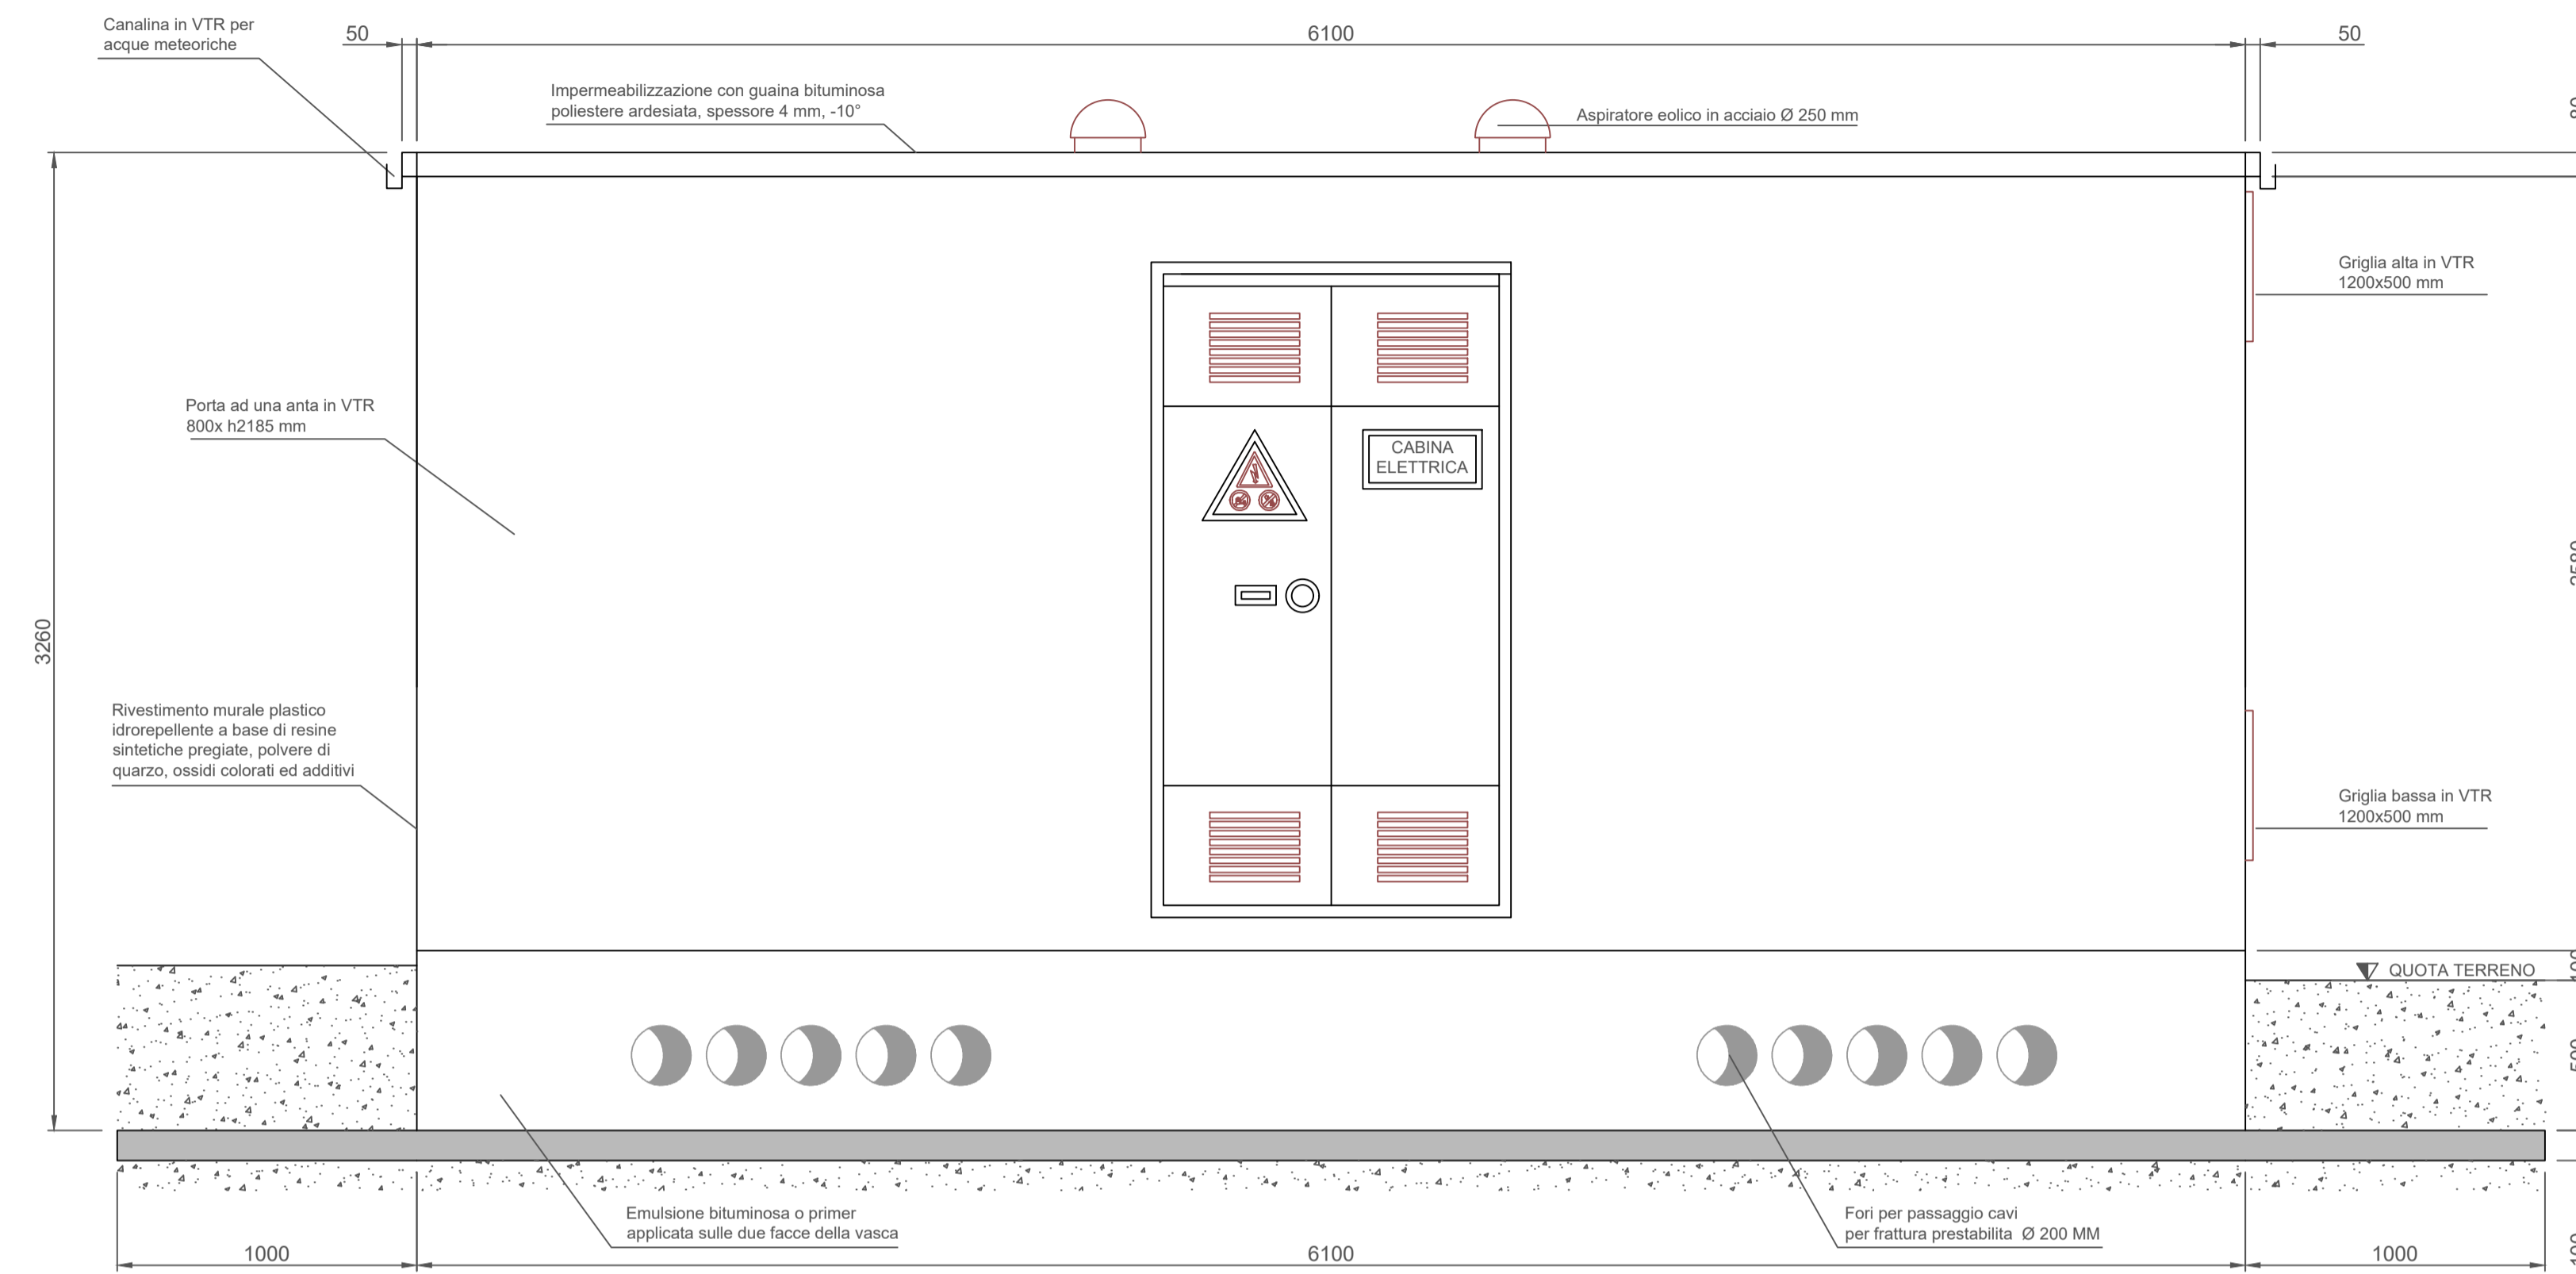 Canalina in VTR per
acque meteoriche
50
6100
50
Impermeabilizzazione con guaina bituminosa
poliestere ardesiata, spessore 4 mm, -10°
Aspiratore eolico in acciaio Ø 250 mm
Griglia alta in VTR
1200x500 mm
Porta ad una anta in VTR
800x h2185 mm
CABINA
ELETTRICA
3260
Rivestimento murale plastico
idrorepellente a base di resine
sintetiche pregiate, polvere di
quarzo, ossidi colorati ed additivi
Griglia bassa in VTR
1200x500 mm
QUOTA TERRENO
Emulsione bituminosa o primer
applicata sulle due facce della vasca
Fori per passaggio cavi
per frattura prestabilita Ø 200 MM
1000
6100
1000